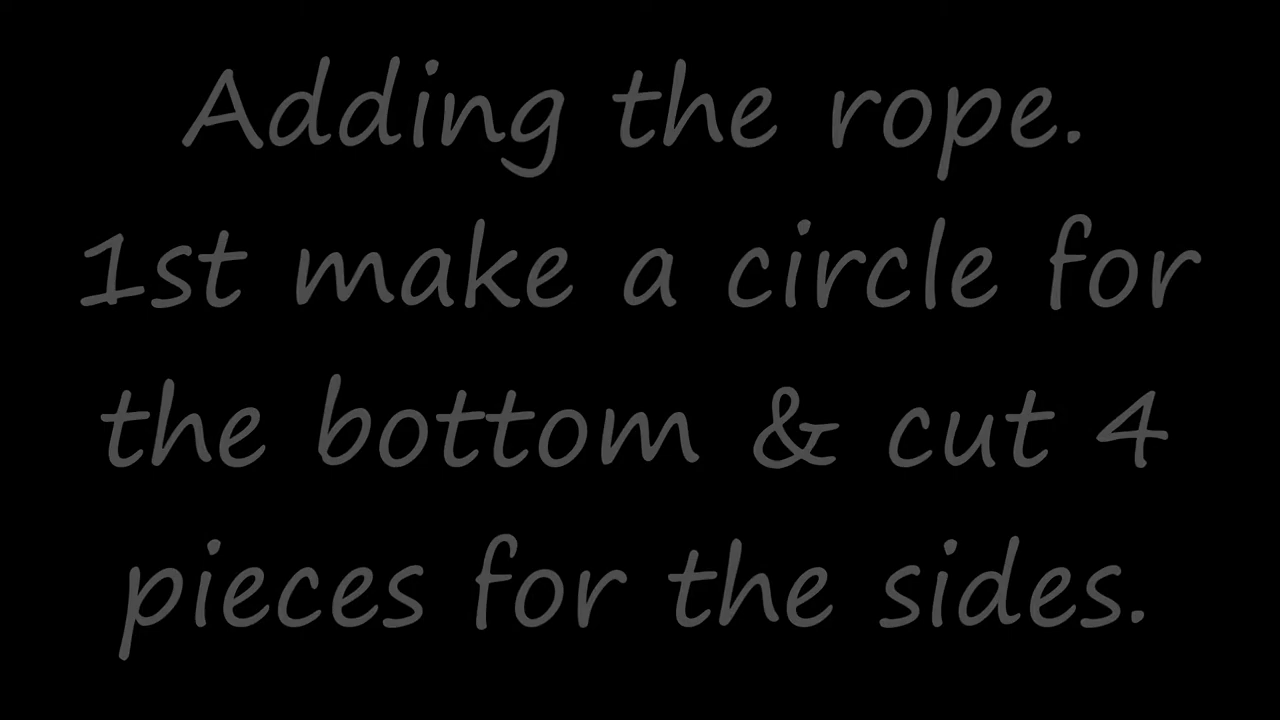 Adding the rope.
1st make a circle for
the bottom & cut 4
pieces for the sides.